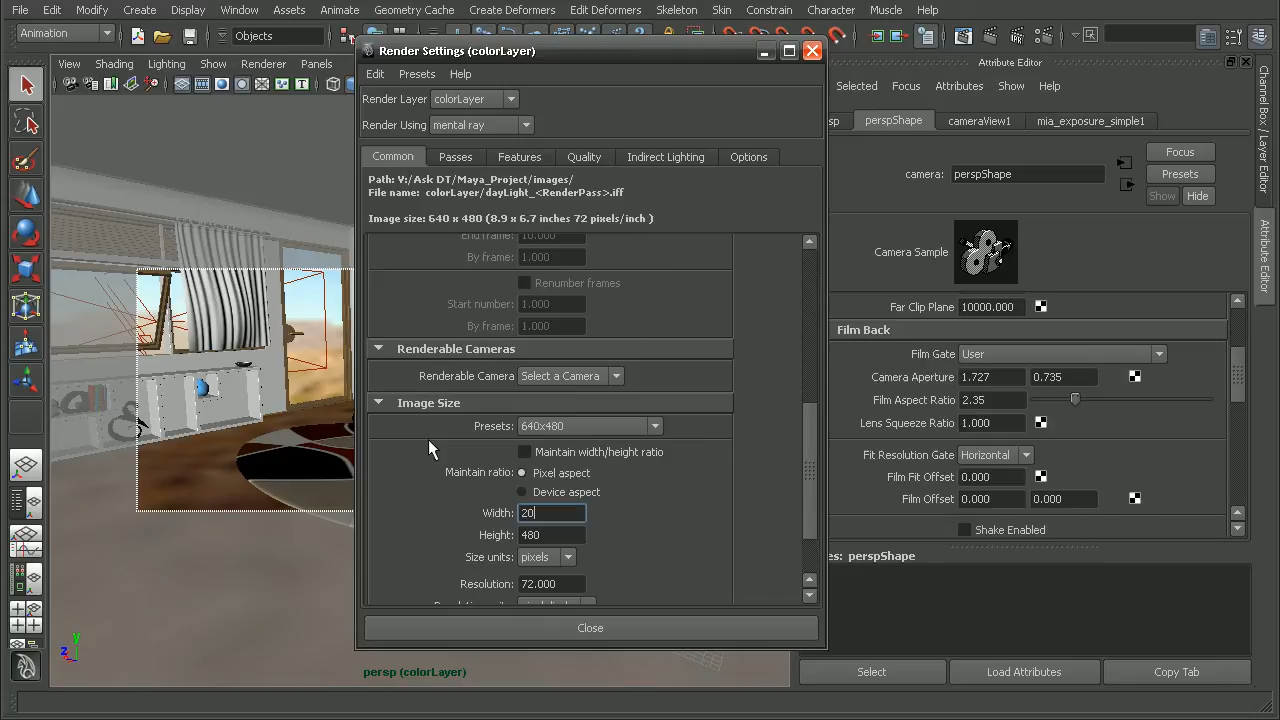 File Edit Modify Create Display Window Assets Animate Geometry Cache Create Deformers Edit Deformers Skeleton Skin Constrain Character Muscle Help
Animation
Objects
View Shading Lighting Show Renderer Panels
Render Settings (colorLayer)
Edit Presets Help
Render Layer colorLayer
Render Using mental ray
Common Passes Features Quality Indirect Lighting Options
Path: Y:/Ask DT/Maya_Project/images/
File name: colorLayer/dayLight_<RenderPass>.iff
Image size: 640 x 480 (8.9 x 6.7 inches 72 pixels/inch )
End frame: 10.000
By frame: 1.000
Renumber frames
Start number: 1.000
By frame: 1.000
Renderable Cameras
Renderable Camera Select a Camera
Image Size
Presets: 640x480
Maintain width/height ratio
Maintain ratio: Pixel aspect
Device aspect
Width: 20
Height: 480
Size units: pixels
Resolution: 72.000
Close
persp (colorLayer)
y
z
Attribute Editor
Selected Focus Attributes Show Help
sp perspShape cameraView1 mia_exposure_simple1
camera: perspShape
Focus
Presets
Show Hide
Camera Sample
Far Clip Plane 10000.000
Film Back
Film Gate User
Camera Aperture 1.727 0.735
Film Aspect Ratio 2.35
Lens Squeeze Ratio 1.000
Fit Resolution Gate Horizontal
Film Fit Offset 0.000
Film Offset 0.000 0.000
Shake Enabled
es: perspShape
Select Load Attributes Copy Tab
Channel Box / Layer Editor
Attribute Editor